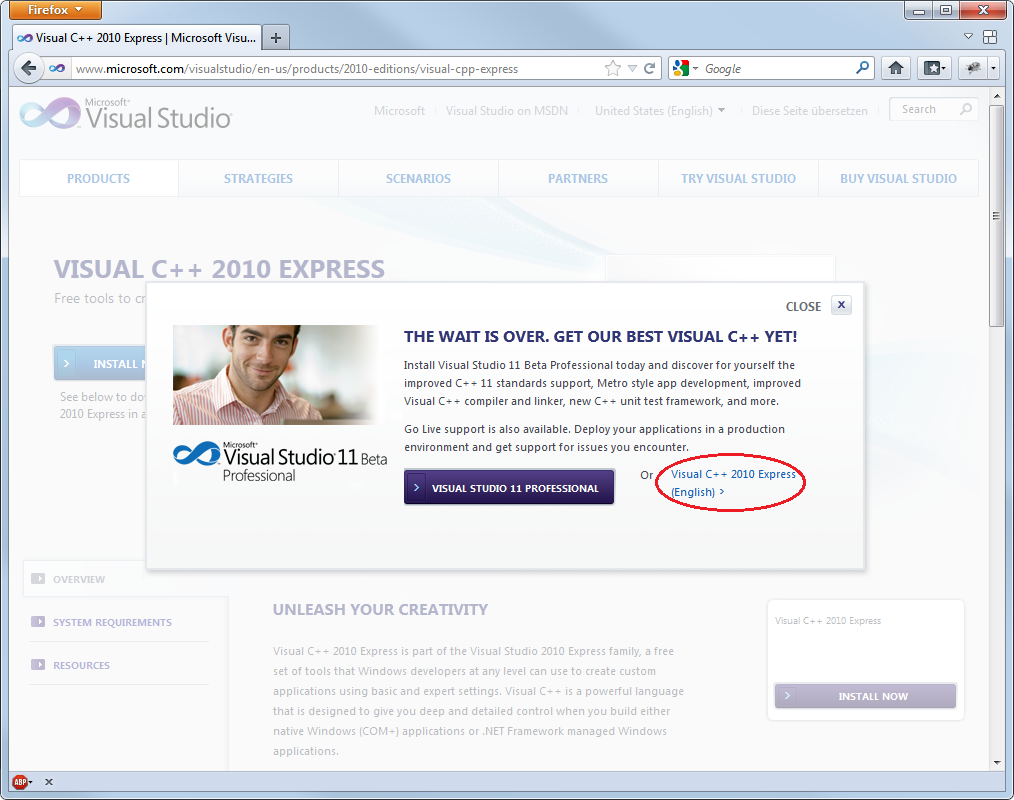 Firefox
Visual C++ 2010 Express | Microsoft Visu...
www.microsoft.com/visualstudio/en-us/products/2010-editions/visual-cpp-express
Google
Microsoft®
Visual Studio
Microsoft
Visual Studio on MSDN
United States (English)
Diese Seite übersetzen
Search
PRODUCTS
STRATEGIES
SCENARIOS
PARTNERS
TRY VISUAL STUDIO
BUY VISUAL STUDIO
VISUAL C++ 2010 EXPRESS
Free tools to cr
INSTALL N
See below to do
2010 Express in a
CLOSE X
THE WAIT IS OVER. GET OUR BEST VISUAL C++ YET!
Install Visual Studio 11 Beta Professional today and discover for yourself the
improved C++ 11 standards support, Metro style app development, improved
Visual C++ compiler and linker, new C++ unit test framework, and more.
Go Live support is also available. Deploy your applications in a production
environment and get support for issues you encounter.
Microsoft®
Visual Studio® 11 Beta
Professional
VISUAL STUDIO 11 PROFESSIONAL
Or
Visual C++ 2010 Express
(English) >
OVERVIEW
SYSTEM REQUIREMENTS
RESOURCES
UNLEASH YOUR CREATIVITY
Visual C++ 2010 Express is part of the Visual Studio 2010 Express family, a free
set of tools that Windows developers at any level can use to create custom
applications using basic and expert settings. Visual C++ is a powerful language
that is designed to give you deep and detailed control when you build either
native Windows (COM+) applications or .NET Framework managed Windows
applications.
Visual C++ 2010 Express
INSTALL NOW
ABP